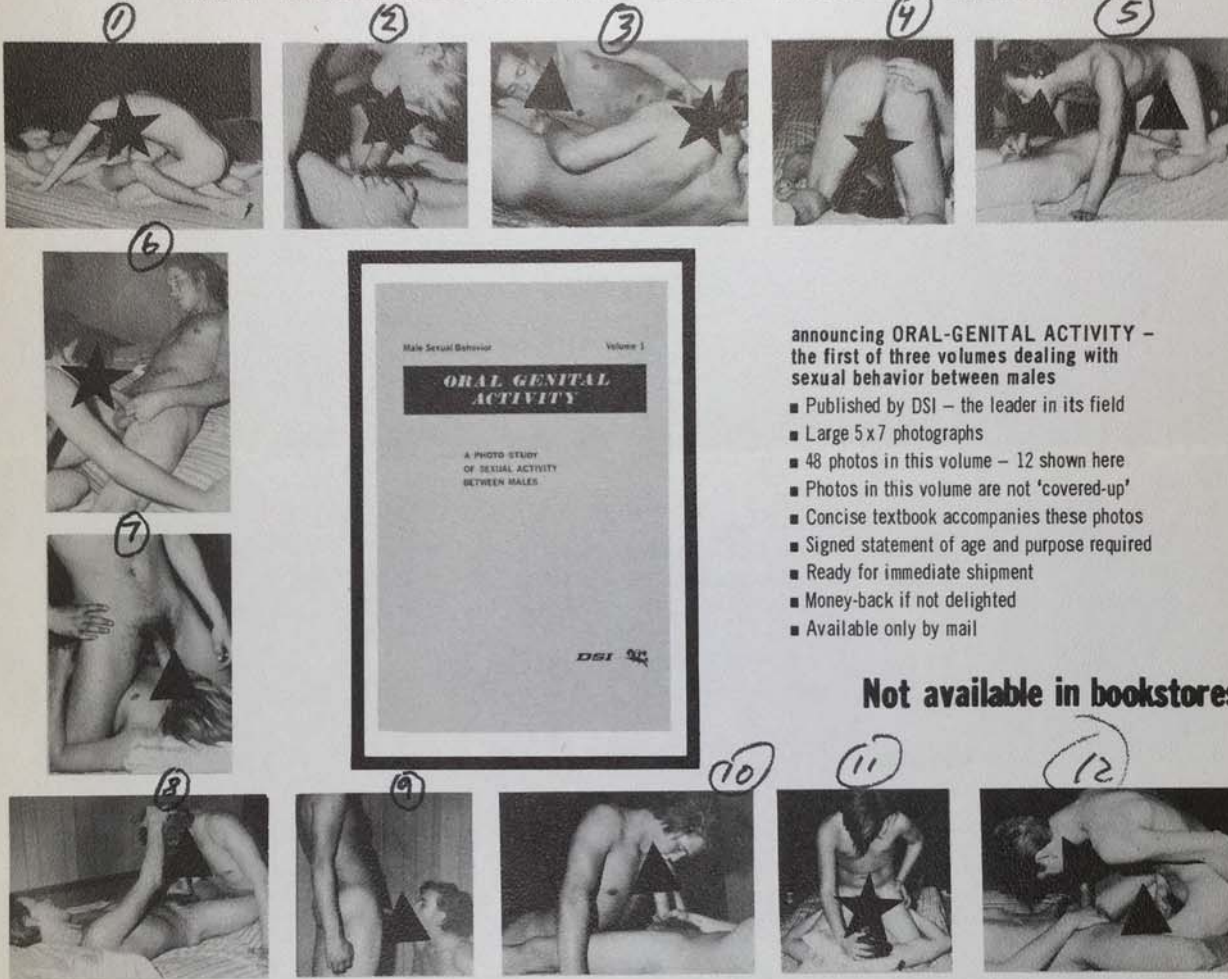 1 2 3 4 5
6
Male Sexual Behavior Volume 1
ORAL GENITAL
ACTIVITY
A PHOTO STUDY
OF SEXUAL ACTIVITY
BETWEEN MALES
DSI
announcing ORAL-GENITAL ACTIVITY –
the first of three volumes dealing with
sexual behavior between males
■ Published by DSI – the leader in its field
■ Large 5 x 7 photographs
■ 48 photos in this volume – 12 shown here
■ Photos in this volume are not 'covered-up'
■ Concise textbook accompanies these photos
■ Signed statement of age and purpose required
■ Ready for immediate shipment
■ Money-back if not delighted
■ Available only by mail
Not available in bookstores
7
8 9 10 11 12